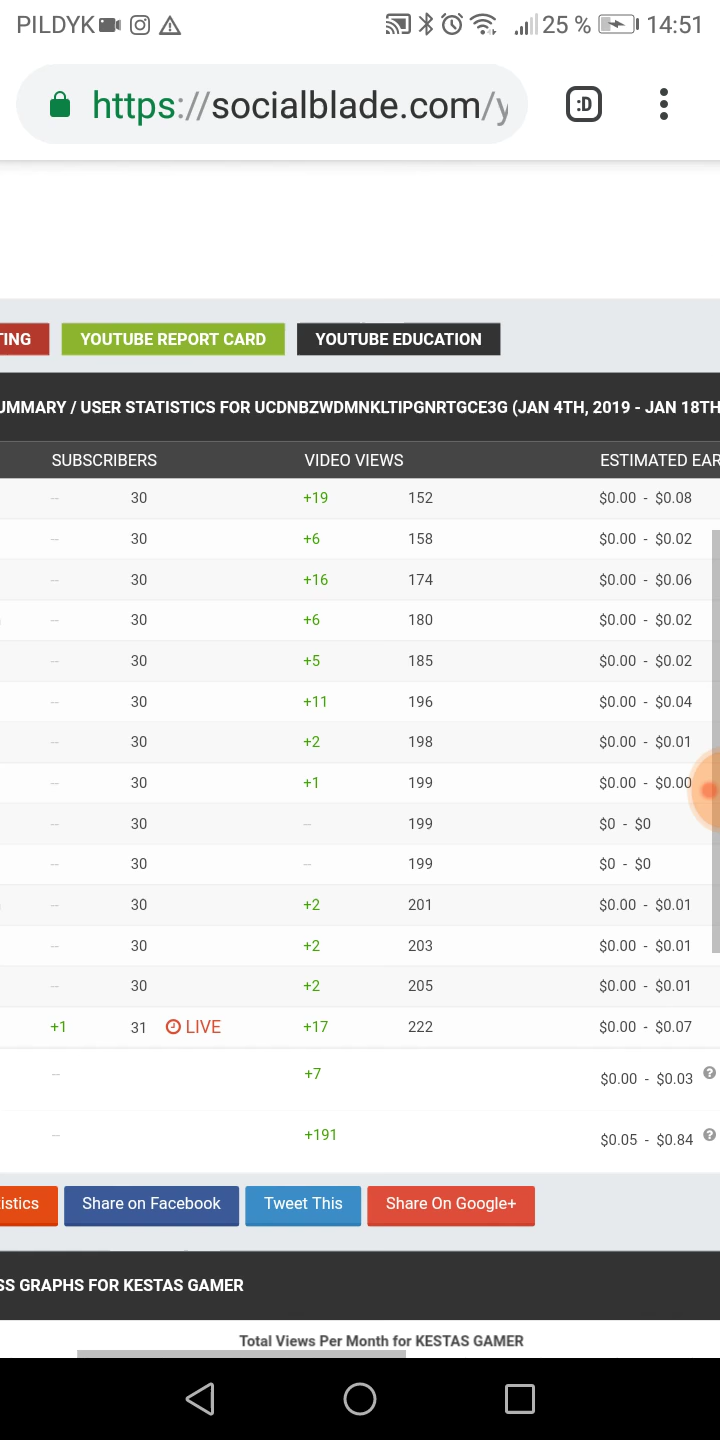 PILDYK 25 % 14:51
https://socialblade.com/y :D
TING YOUTUBE REPORT CARD YOUTUBE EDUCATION
UMMARY / USER STATISTICS FOR UCDNBZWDMNKLTIPGNRTGCE3G (JAN 4TH, 2019 - JAN 18TH
SUBSCRIBERS VIDEO VIEWS ESTIMATED EAR
-- 30 +19 152 $0.00 - $0.08
-- 30 +6 158 $0.00 - $0.02
-- 30 +16 174 $0.00 - $0.06
-- 30 +6 180 $0.00 - $0.02
-- 30 +5 185 $0.00 - $0.02
-- 30 +11 196 $0.00 - $0.04
-- 30 +2 198 $0.00 - $0.01
-- 30 +1 199 $0.00 - $0.00
-- 30 -- 199 $0 - $0
-- 30 -- 199 $0 - $0
-- 30 +2 201 $0.00 - $0.01
-- 30 +2 203 $0.00 - $0.01
-- 30 +2 205 $0.00 - $0.01
+1 31 LIVE +17 222 $0.00 - $0.07
-- +7 $0.00 - $0.03 ?
-- +191 $0.05 - $0.84 ?
istics Share on Facebook Tweet This Share On Google+
SS GRAPHS FOR KESTAS GAMER
Total Views Per Month for KESTAS GAMER